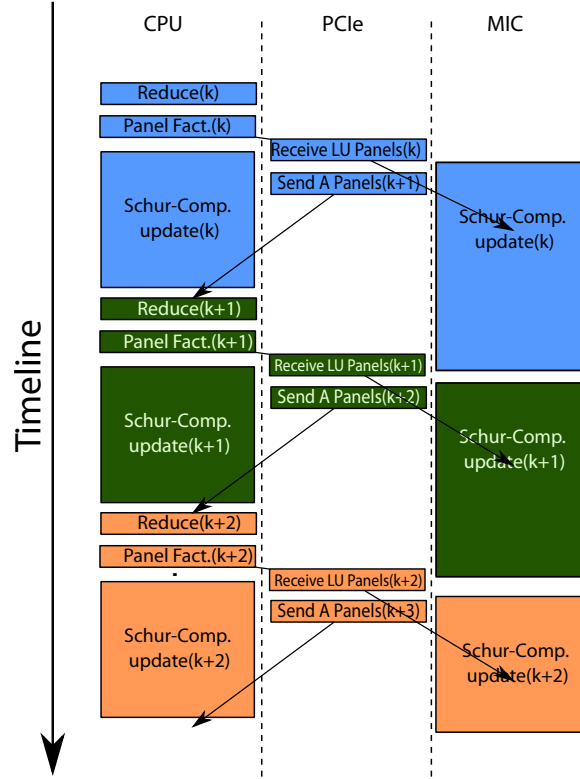 CPU
PCIe
MIC
Timeline
Reduce(k)
Panel Fact.(k)
Receive LU Panels(k)
Send A Panels(k+1)
Schur-Comp.
update(k)
Schur-Comp.
update(k)
Reduce(k+1)
Panel Fact.(k+1)
Receive LU Panels(k+1)
Send A Panels(k+2)
Schur-Comp.
update(k+1)
Schur-Comp.
update(k+1)
Reduce(k+2)
Panel Fact.(k+2)
Receive LU Panels(k+2)
Send A Panels(k+3)
Schur-Comp.
update(k+2)
Schur-Comp.
update(k+2)